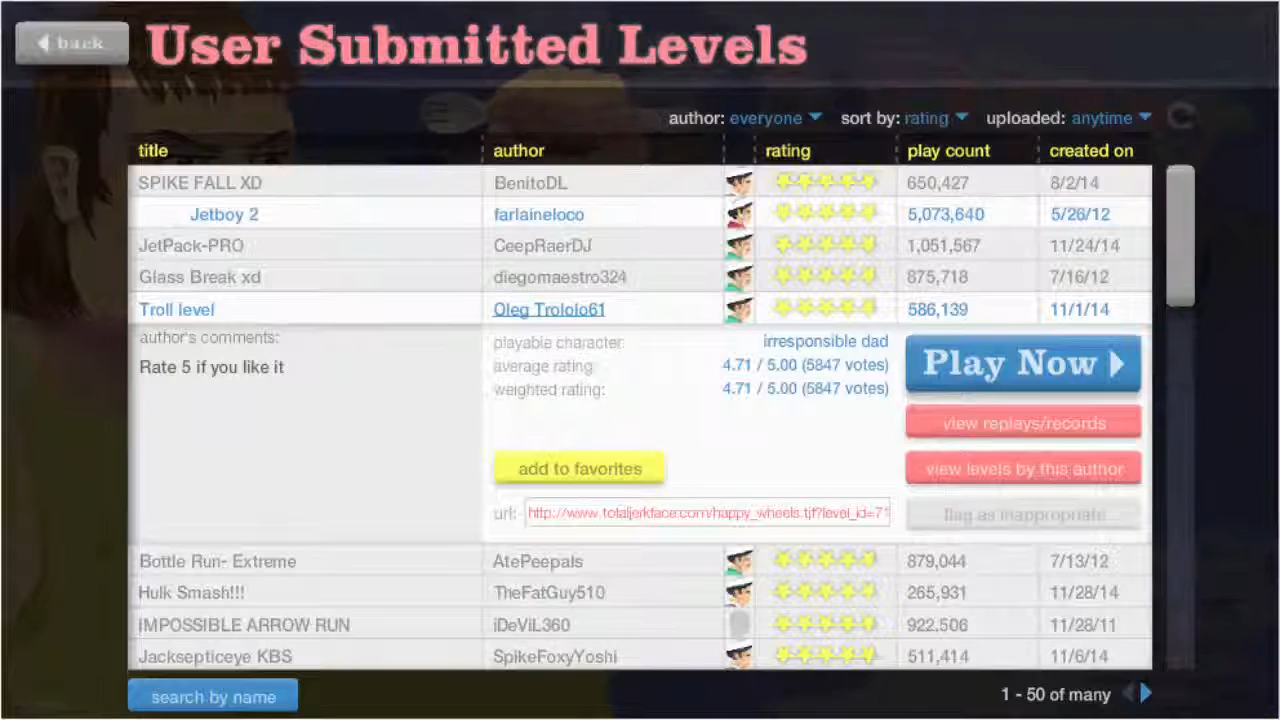 back
User Submitted Levels
author: everyone sort by: rating uploaded: anytime
title author rating play count created on
SPIKE FALL XD BenitoDL 650,427 8/2/14
Jetboy 2 farlaineloco 5,073,640 5/26/12
JetPack-PRO CeepRaerDJ 1,051,567 11/24/14
Glass Break xd diegomaestro324 875,718 7/16/12
Troll level Oleg Trololo61 586,139 11/1/14
author's comments:
Rate 5 if you like it
playable character: irresponsible dad
average rating: 4.71 / 5.00 (5847 votes)
weighted rating: 4.71 / 5.00 (5847 votes)
Play Now
view replays/records
add to favorites
view levels by this author
url: http://www.totaljerkface.com/happy_wheels.tjf?level_id=71
flag as inappropriate
Bottle Run- Extreme AtePeepals 879,044 7/13/12
Hulk Smash!!! TheFatGuy510 265,931 11/28/14
IMPOSSIBLE ARROW RUN iDeViL360 922,506 11/28/11
Jacksepticeye KBS SpikeFoxyYoshi 511,414 11/6/14
search by name
1 - 50 of many